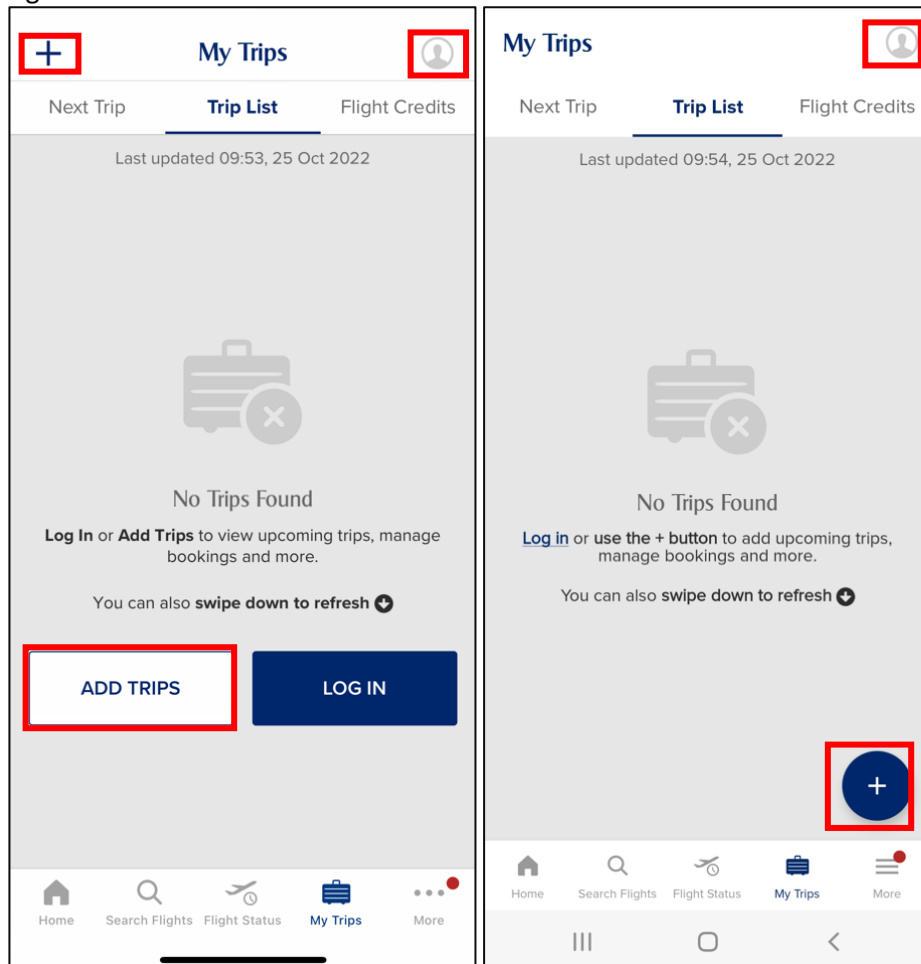 My Trips
Next Trip Trip List Flight Credits
Last updated 09:53, 25 Oct 2022
No Trips Found
Log In or Add Trips to view upcoming trips, manage
bookings and more.
You can also swipe down to refresh
ADD TRIPS LOG IN
Home Search Flights Flight Status My Trips More
My Trips
Next Trip Trip List Flight Credits
Last updated 09:54, 25 Oct 2022
No Trips Found
Log in or use the + button to add upcoming trips,
manage bookings and more.
You can also swipe down to refresh
+
Home Search Flights Flight Status My Trips More